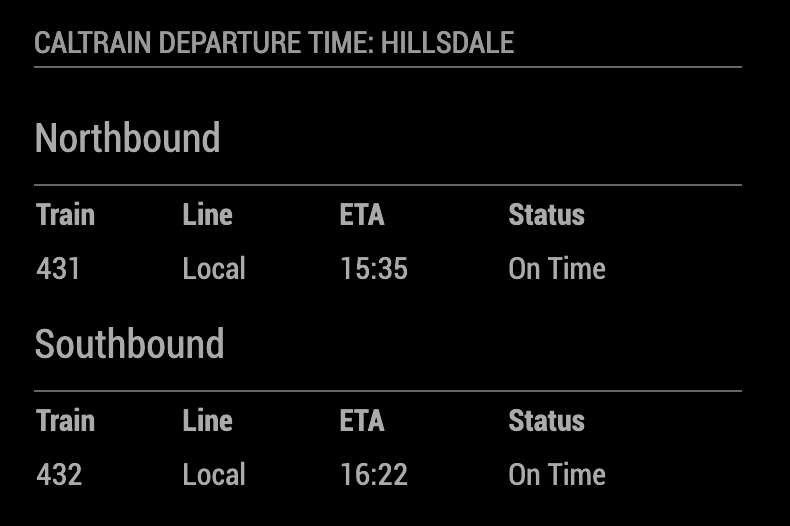 CALTRAIN DEPARTURE TIME: HILLSDALE
Northbound
Train Line ETA Status
431 Local 15:35 On Time
Southbound
Train Line ETA Status
432 Local 16:22 On Time